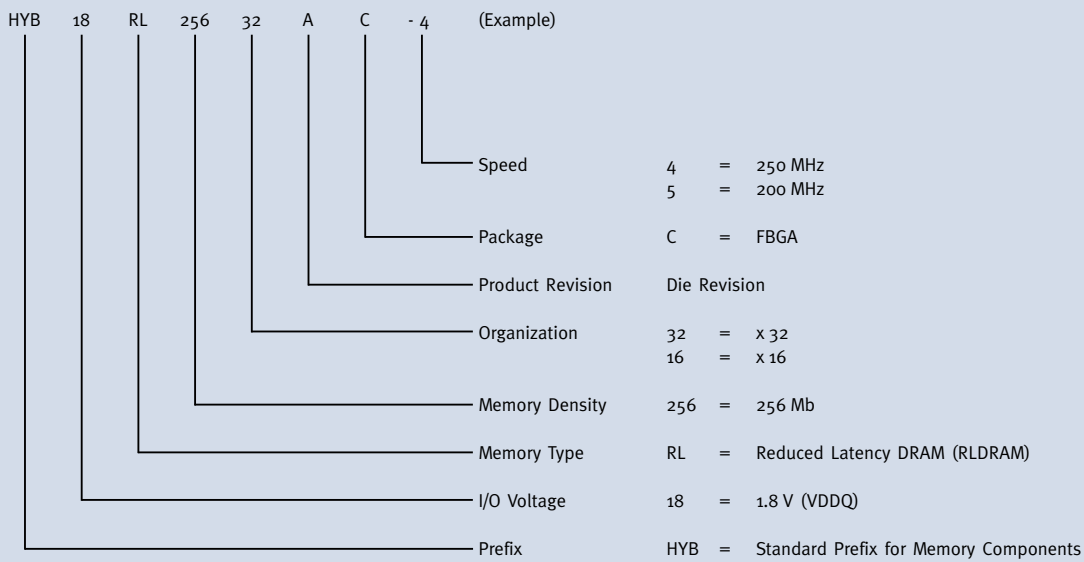 HYB 18 RL 256 32 A C - 4 (Example)
Speed 4 = 250 MHz
5 = 200 MHz
Package C = FBGA
Product Revision Die Revision
Organization 32 = x 32
16 = x 16
Memory Density 256 = 256 Mb
Memory Type RL = Reduced Latency DRAM (RLDRAM)
I/O Voltage 18 = 1.8 V (VDDQ)
Prefix HYB = Standard Prefix for Memory Components